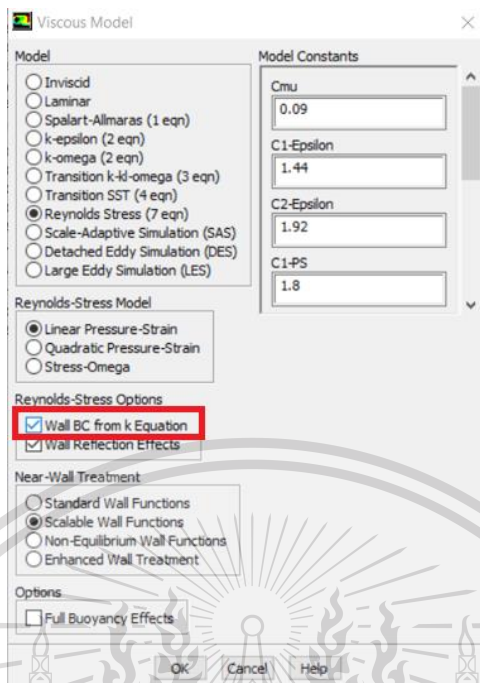 Viscous Model
Model
Inviscid
Laminar
Spalart-Allmaras (1 eqn)
k-epsilon (2 eqn)
k-omega (2 eqn)
Transition k-kl-omega (3 eqn)
Transition SST (4 eqn)
Reynolds Stress (7 eqn)
Scale-Adaptive Simulation (SAS)
Detached Eddy Simulation (DES)
Large Eddy Simulation (LES)
Reynolds-Stress Model
Linear Pressure-Strain
Quadratic Pressure-Strain
Stress-Omega
Reynolds-Stress Options
Wall BC from k Equation
Wall Reflection Effects
Near-Wall Treatment
Standard Wall Functions
Scalable Wall Functions
Non-Equilibrium Wall Functions
Enhanced Wall Treatment
Options
Full Buoyancy Effects
Model Constants
Cmu
0.09
C1-Epsilon
1.44
C2-Epsilon
1.92
C1-PS
1.8
OK Cancel Help